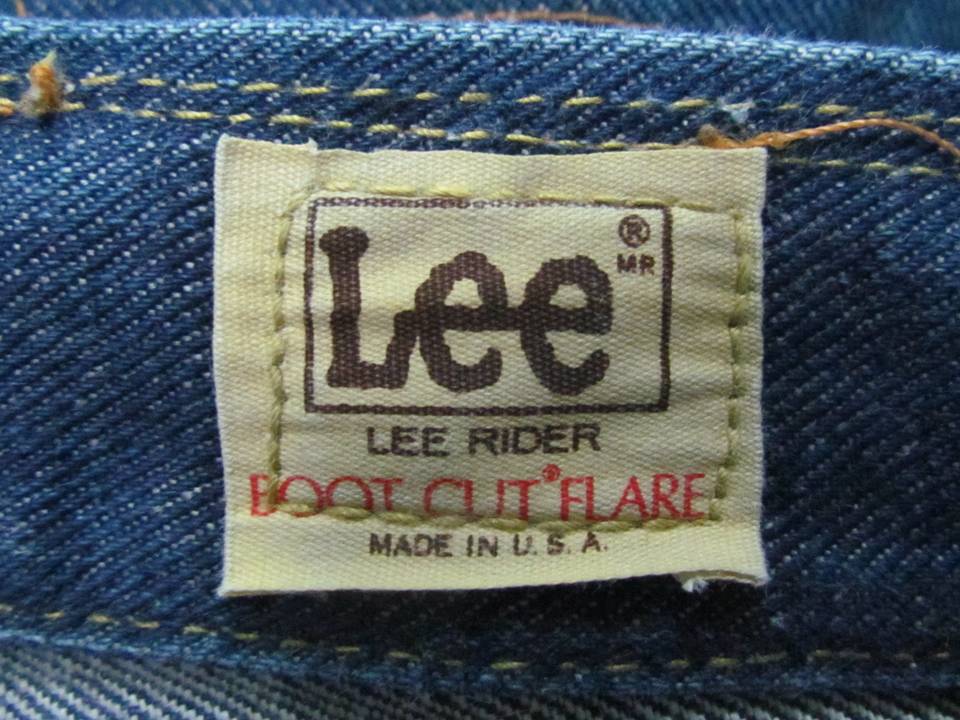 Lee ®
MR
LEE RIDER
BOOT CUT® FLARE
MADE IN U.S.A.